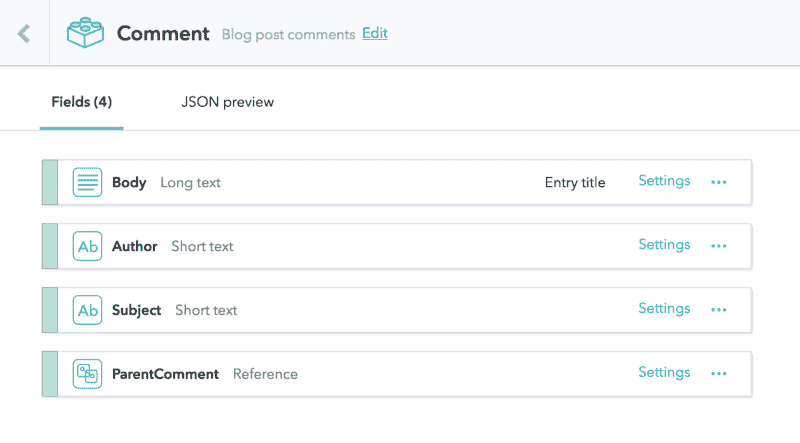 Comment Blog post comments Edit
Fields (4) JSON preview
Body Long text Entry title Settings
Ab Author Short text Settings
Ab Subject Short text Settings
ParentComment Reference Settings